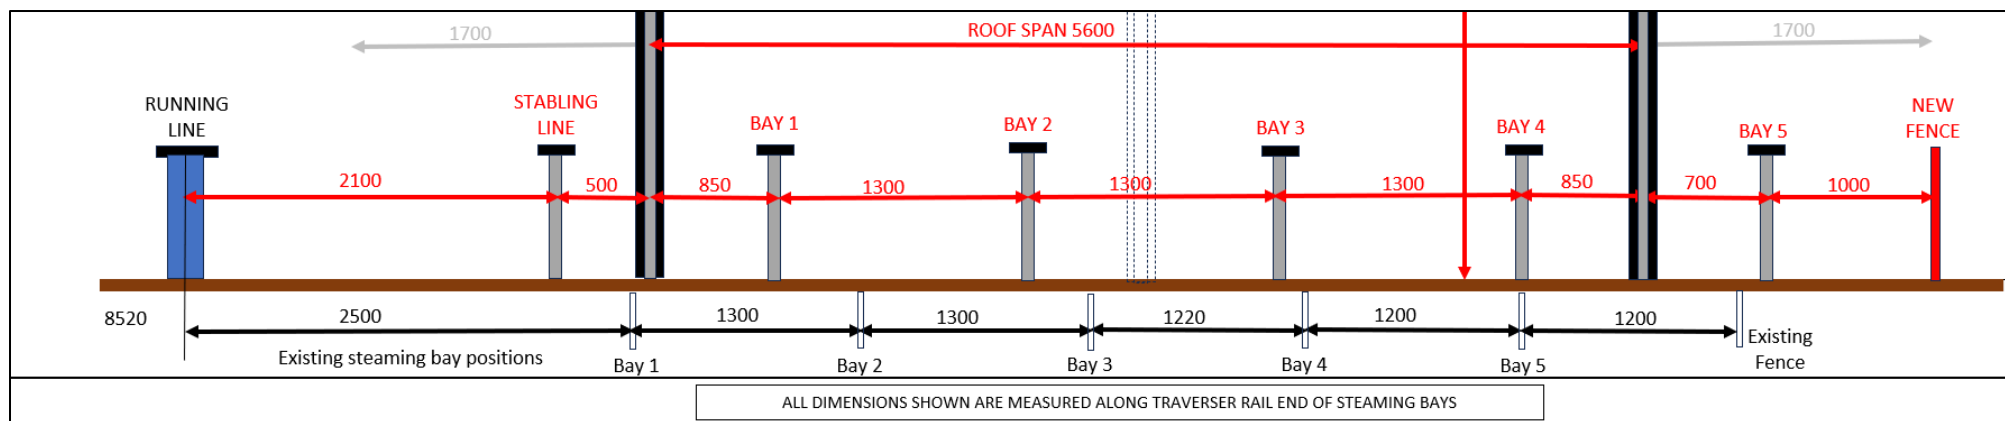 1700
ROOF SPAN 5600
1700
RUNNING
LINE
STABLING
LINE
BAY 1
BAY 2
BAY 3
BAY 4
BAY 5
NEW
FENCE
2100
500
850
1300
1300
1300
850
700
1000
8520
2500
1300
1300
1220
1200
1200
Existing steaming bay positions
Bay 1
Bay 2
Bay 3
Bay 4
Bay 5
Existing
Fence
ALL DIMENSIONS SHOWN ARE MEASURED ALONG TRAVERSER RAIL END OF STEAMING BAYS